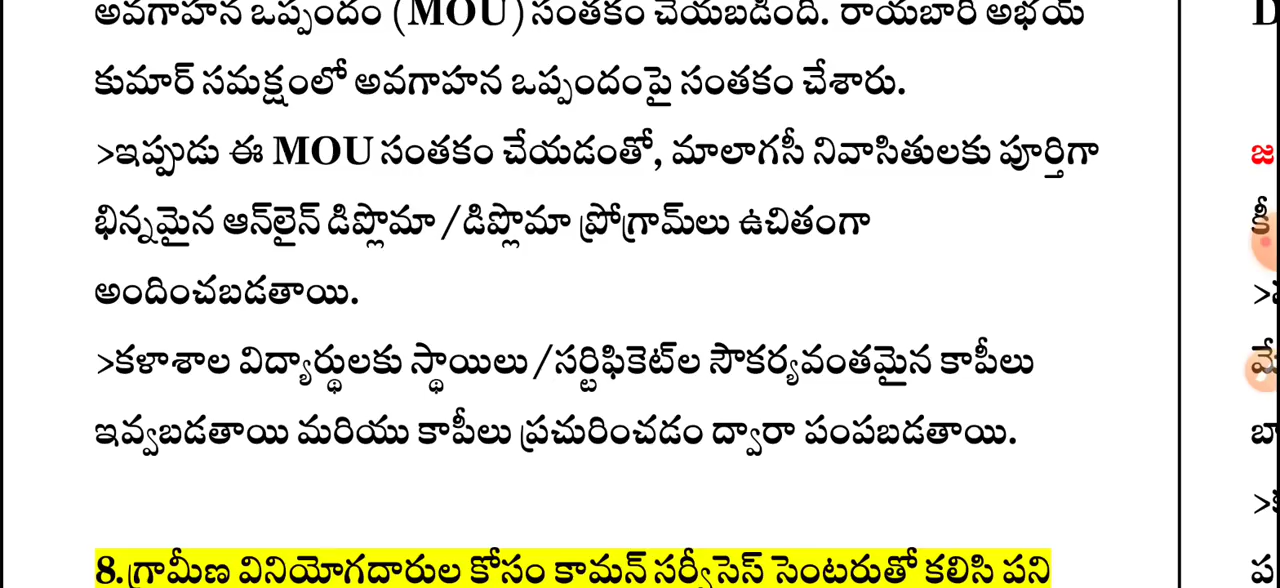 అవగాహన ఒప్పందం (MOU) సంతకం చేయబడింది. రాయబారి అభయ్
కుమార్ సమక్షంలో అవగాహన ఒప్పందంపై సంతకం చేశారు.
>ఇప్పుడు ఈ MOU సంతకం చేయడంతో, మాలాగసీ నివాసితులకు పూర్తిగా
భిన్నమైన ఆన్‌లైన్ డిప్లొమా /డిప్లొమా ప్రోగ్రామ్‌లు ఉచితంగా
అందించబడతాయి.
>కళాశాల విద్యార్థులకు స్థాయిలు /సర్టిఫికెట్‌ల సౌకర్యవంతమైన కాపీలు
ఇవ్వబడతాయి మరియు కాపీలు ప్రచురించడం ద్వారా పంపబడతాయి.
8.గ్రామీణ వినియోగదారుల కోసం కామన్ సర్వీసెస్ సెంటరుతో కలిసి పని